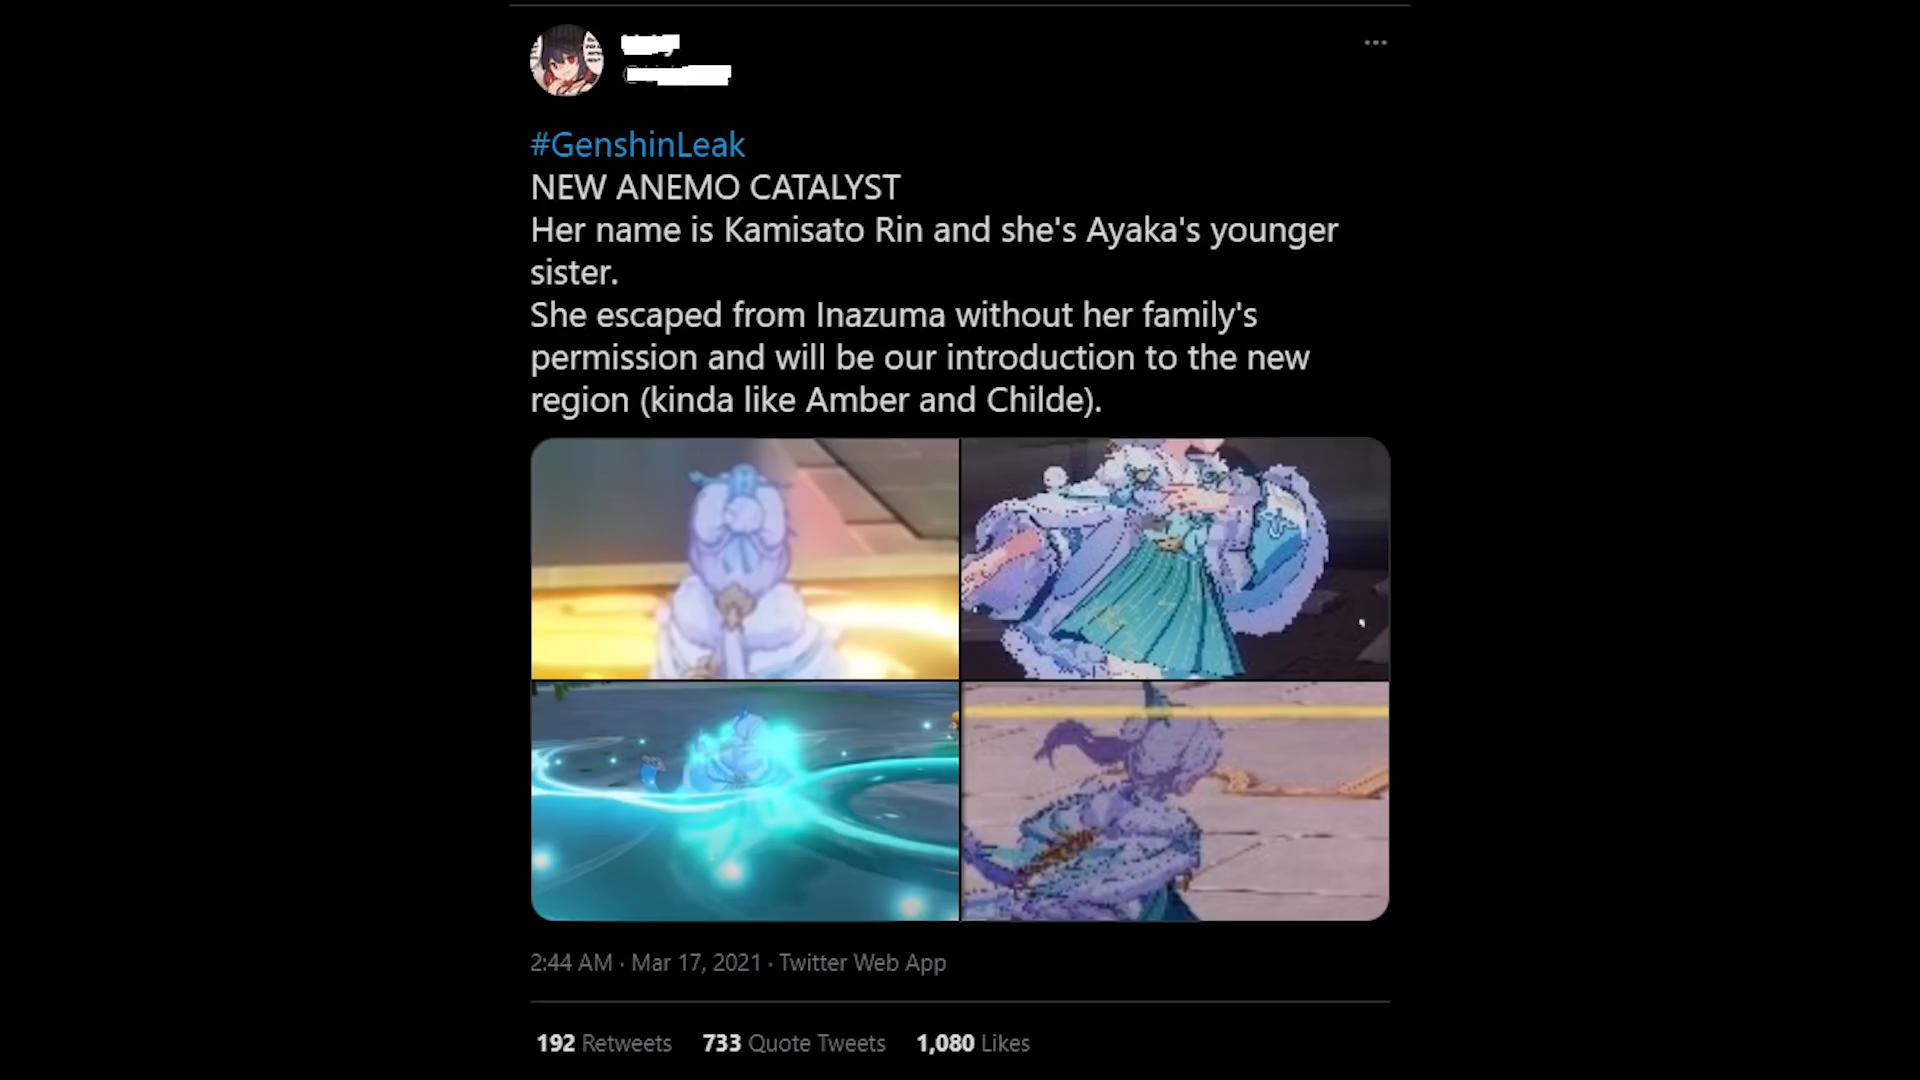 #GenshinLeak
NEW ANEMO CATALYST
Her name is Kamisato Rin and she's Ayaka's younger
sister.
She escaped from Inazuma without her family's
permission and will be our introduction to the new
region (kinda like Amber and Childe).
2:44 AM · Mar 17, 2021 · Twitter Web App
192 Retweets 733 Quote Tweets 1,080 Likes